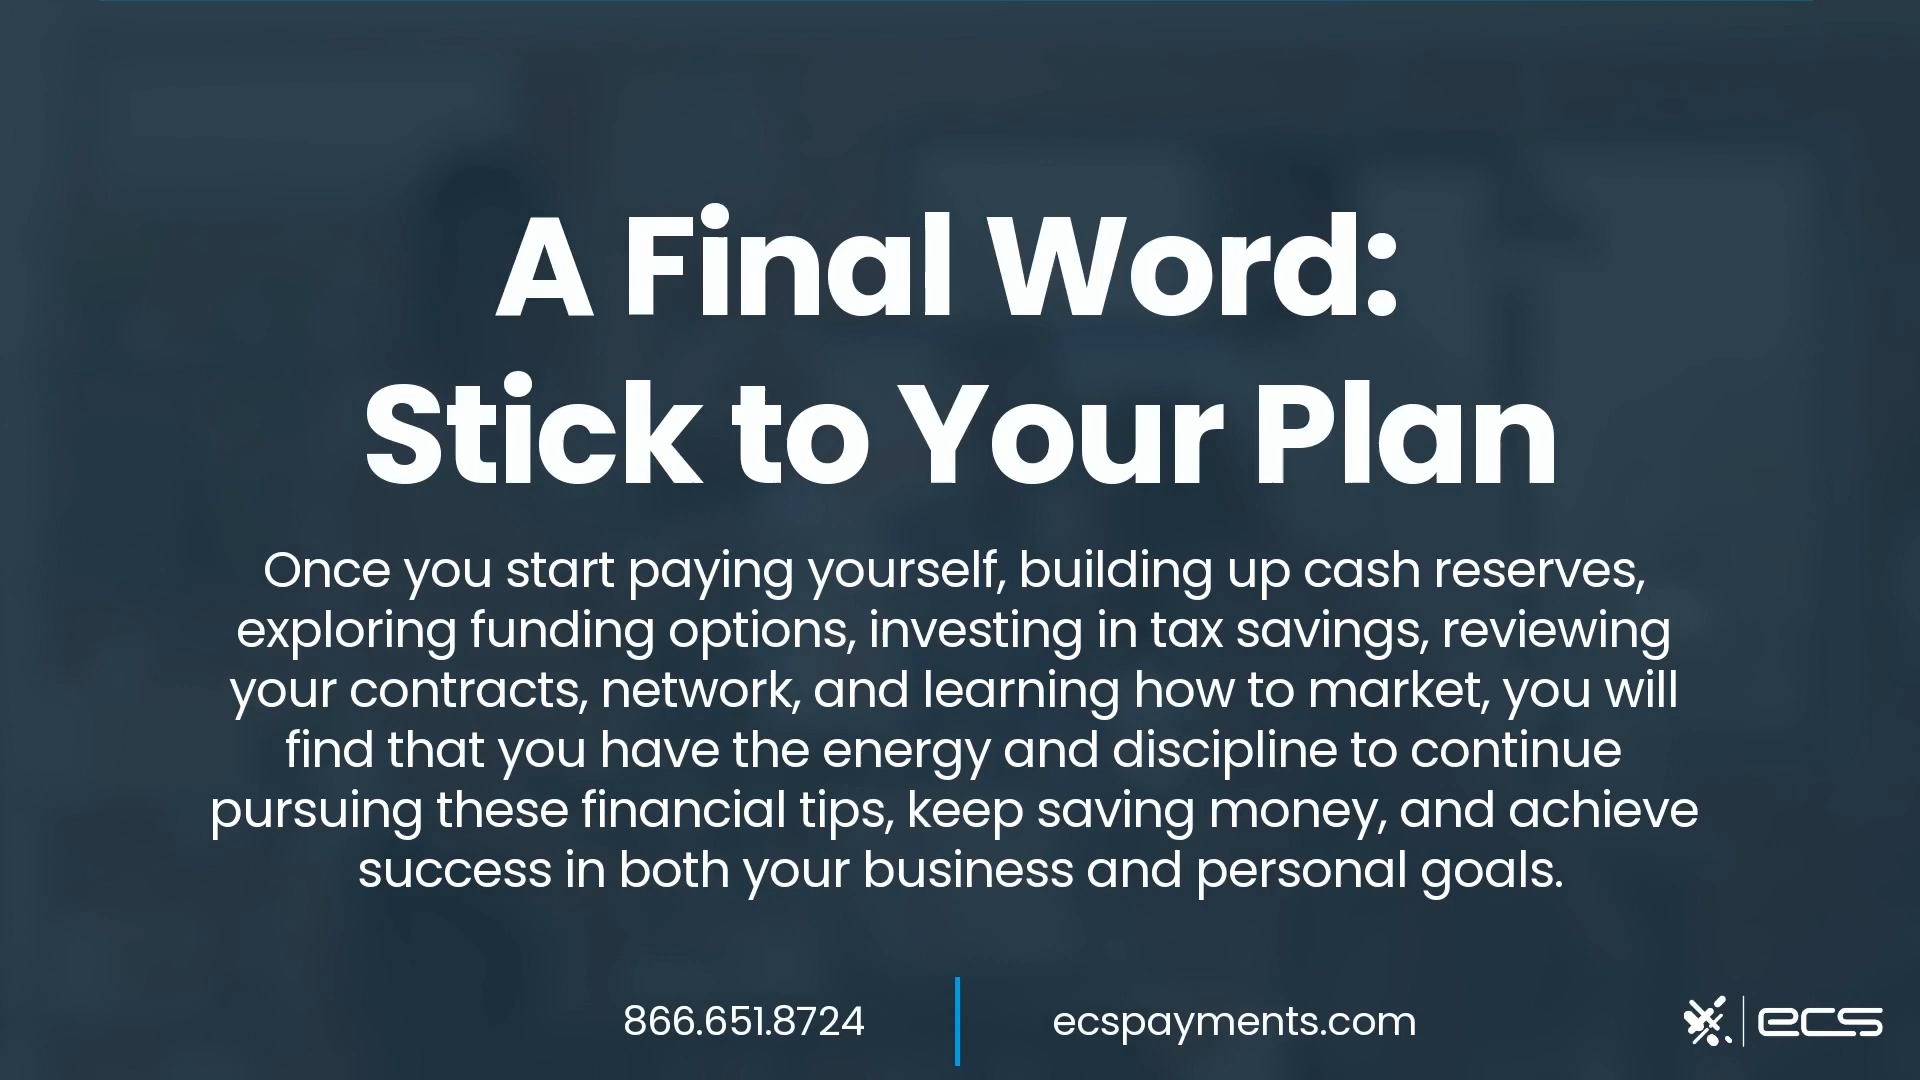 A Final Word:
Stick to Your Plan
Once you start paying yourself, building up cash reserves,
exploring funding options, investing in tax savings, reviewing
your contracts, network, and learning how to market, you will
find that you have the energy and discipline to continue
pursuing these financial tips, keep saving money, and achieve
success in both your business and personal goals.
866.651.8724
ecspayments.com
ecs